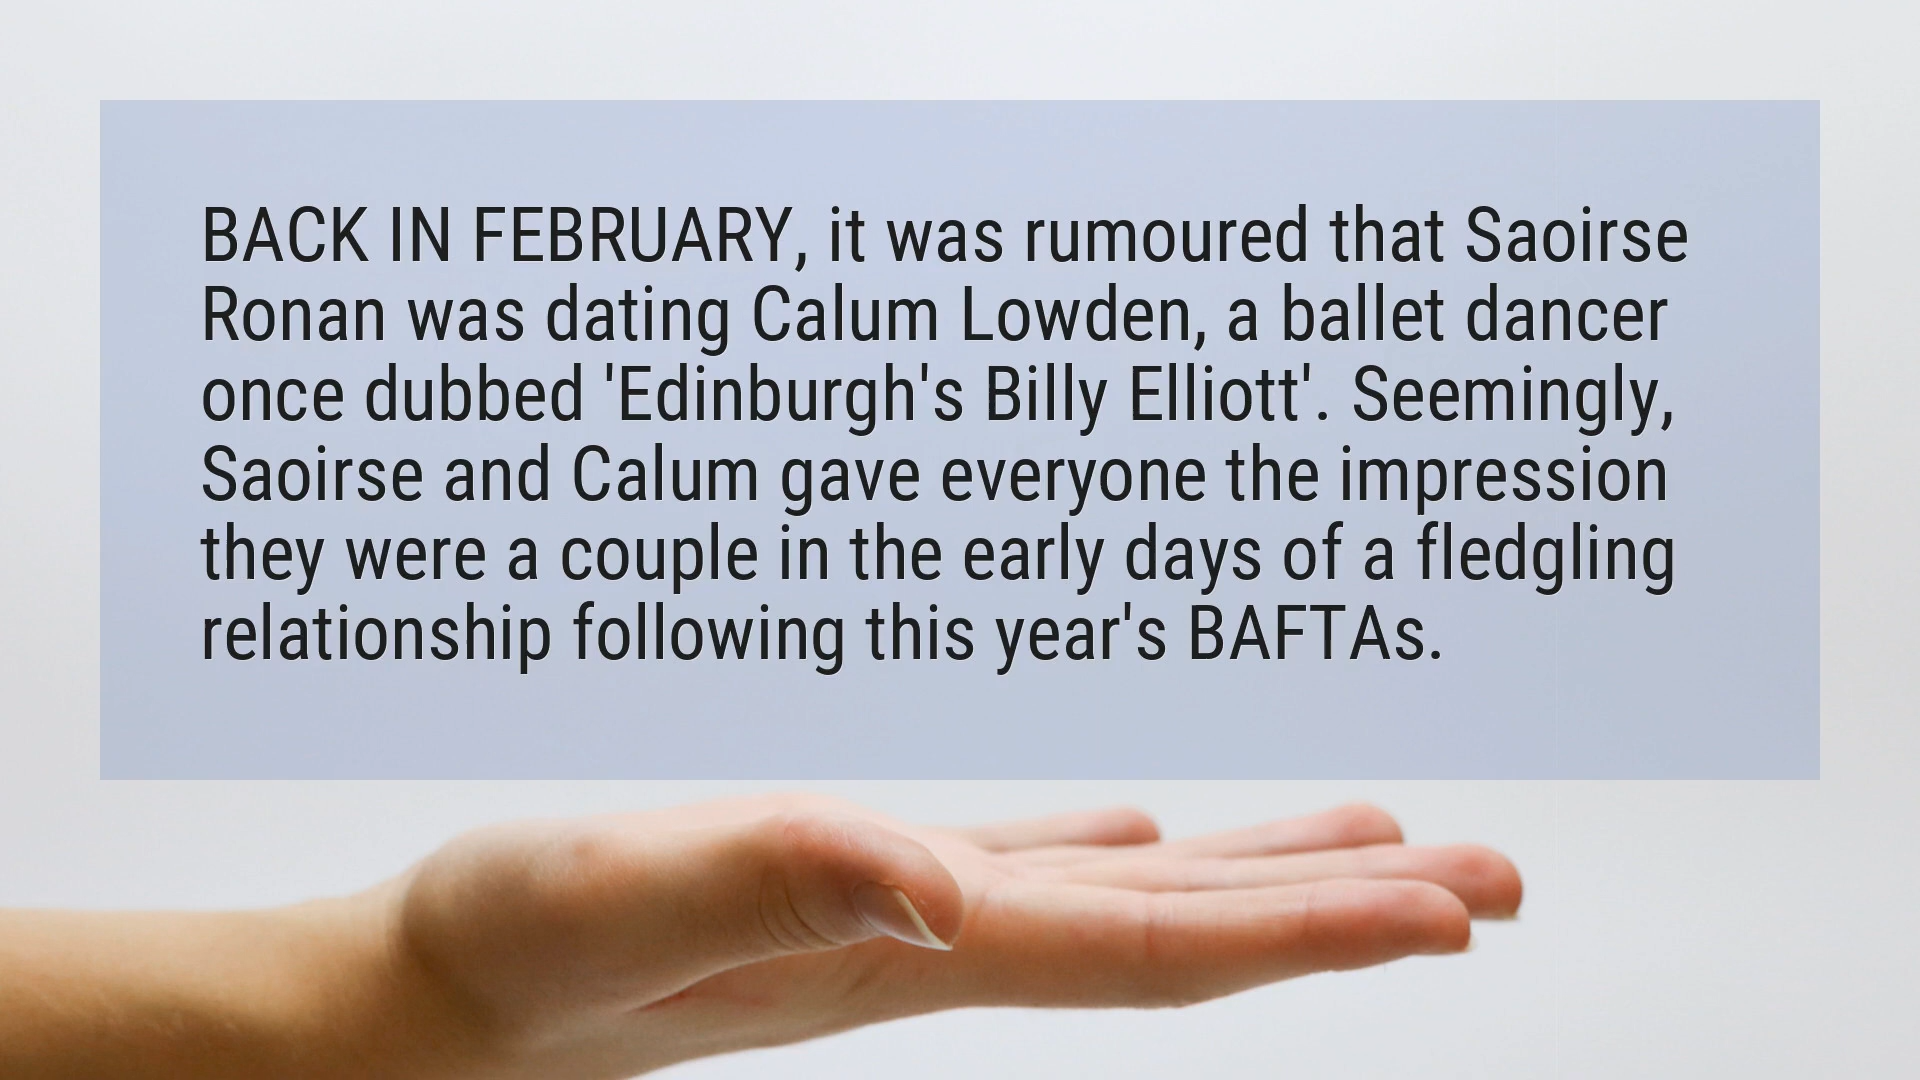 BACK IN FEBRUARY, it was rumoured that Saoirse
Ronan was dating Calum Lowden, a ballet dancer
once dubbed 'Edinburgh's Billy Elliott'. Seemingly,
Saoirse and Calum gave everyone the impression
they were a couple in the early days of a fledgling
relationship following this year's BAFTAs.